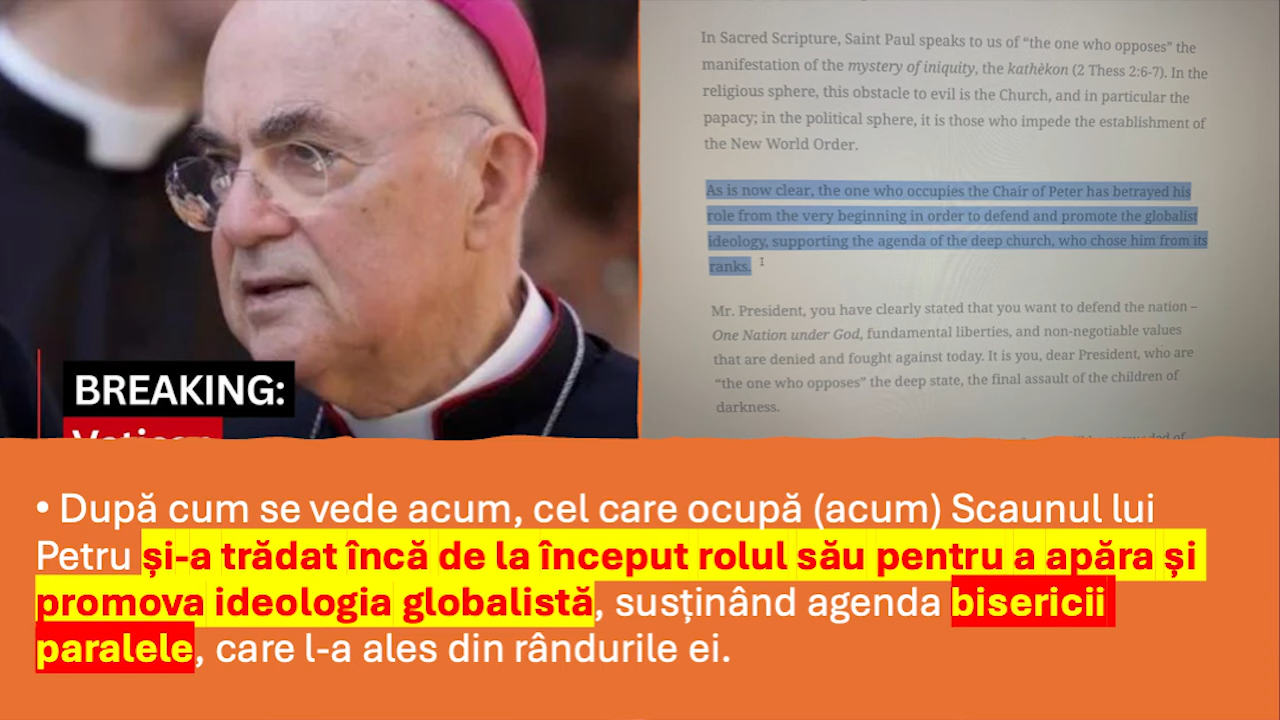 BREAKING:
Vatican
In Sacred Scripture, Saint Paul speaks to us of “the one who opposes” the
manifestation of the mystery of iniquity, the kathèkon (2 Thess 2:6-7). In the
religious sphere, this obstacle to evil is the Church, and in particular the
papacy; in the political sphere, it is those who impede the establishment of
the New World Order.
As is now clear, the one who occupies the Chair of Peter has betrayed his
role from the very beginning in order to defend and promote the globalist
ideology, supporting the agenda of the deep church, who chose him from its
ranks.
Mr. President, you have clearly stated that you want to defend the nation –
One Nation under God, fundamental liberties, and non-negotiable values
that are denied and fought against today. It is you, dear President, who are
“the one who opposes” the deep state, the final assault of the children of
darkness.
• După cum se vede acum, cel care ocupă (acum) Scaunul lui
Petru și-a trădat încă de la început rolul său pentru a apăra și
promova ideologia globalistă, susținând agenda bisericii
paralele, care l-a ales din rândurile ei.